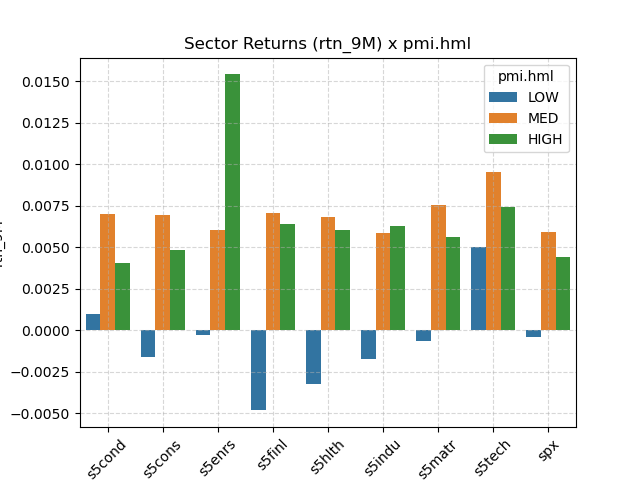 Sector Returns (rtn_9M) x pmi.hml
pmi.hml
LOW
MED
HIGH
0.0150
0.0125
0.0100
0.0075
0.0050
0.0025
0.0000
−0.0025
−0.0050
s5cond
s5cons
s5enrs
s5finl
s5hlth
s5indu
s5matr
s5tech
spx